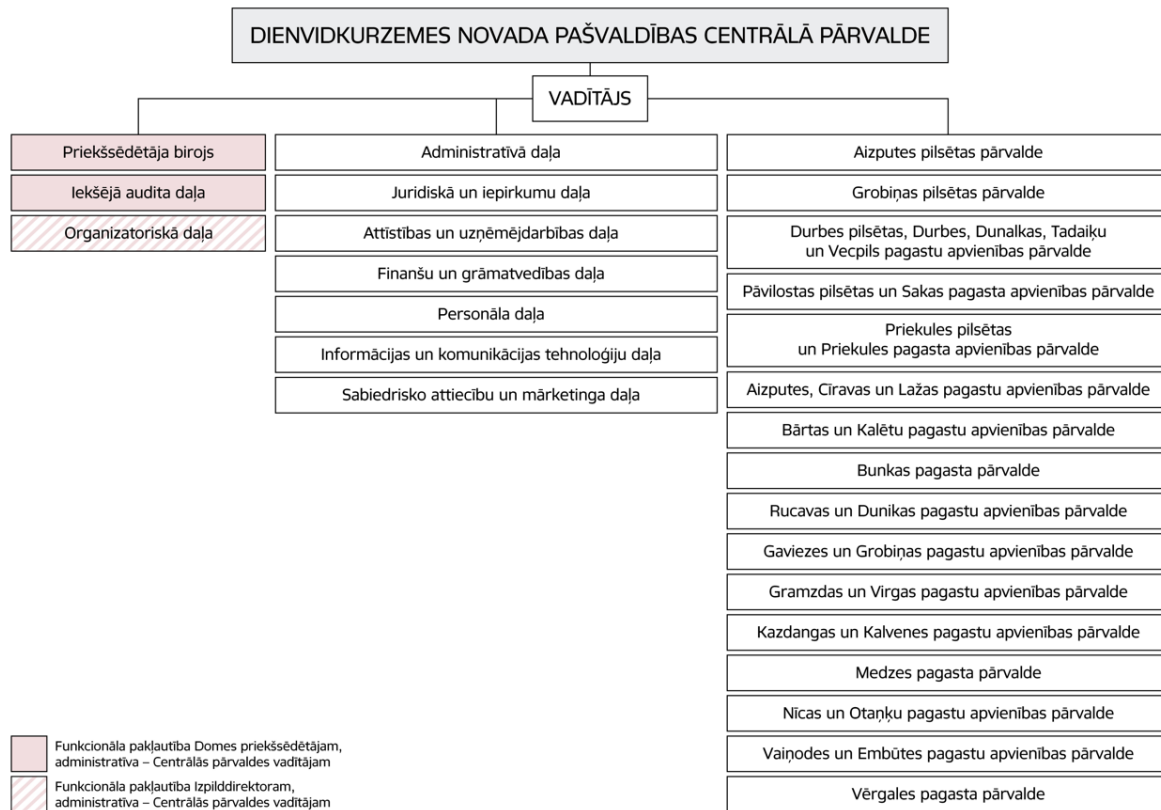 DIENVIDKURZEMES NOVADA PAŠVALDĪBAS CENTRĀLĀ PĀRVALDE
VADĪTĀJS
Priekšsēdētāja birojs
Iekšējā audita daļa
Organizatoriskā daļa
Administratīvā daļa
Juridiskā un iepirkumu daļa
Attīstības un uzņēmējdarbības daļa
Finanšu un grāmatvedības daļa
Personāla daļa
Informācijas un komunikācijas tehnoloģiju daļa
Sabiedrisko attiecību un mārketinga daļa
Aizputes pilsētas pārvalde
Grobiņas pilsētas pārvalde
Durbes pilsētas, Durbes, Dunalkas, Tadaiķu
un Vecpils pagastu apvienības pārvalde
Pāvilostas pilsētas un Sakas pagasta apvienības pārvalde
Priekules pilsētas
un Priekules pagasta apvienības pārvalde
Aizputes, Cīravas un Lažas pagastu apvienības pārvalde
Bārtas un Kalētu pagastu apvienības pārvalde
Bunkas pagasta pārvalde
Rucavas un Dunikas pagastu apvienības pārvalde
Gaviezes un Grobiņas pagastu apvienības pārvalde
Gramzdas un Virgas pagastu apvienības pārvalde
Kazdangas un Kalvenes pagastu apvienības pārvalde
Medzes pagasta pārvalde
Nīcas un Otaņku pagastu apvienības pārvalde
Vaiņodes un Embūtes pagastu apvienības pārvalde
Vērgales pagasta pārvalde
Funkcionāla pakļautība Domes priekšsēdētājam,
administratīva – Centrālās pārvaldes vadītājam
Funkcionāla pakļautība Izpilddirektoram,
administratīva – Centrālās pārvaldes vadītājam